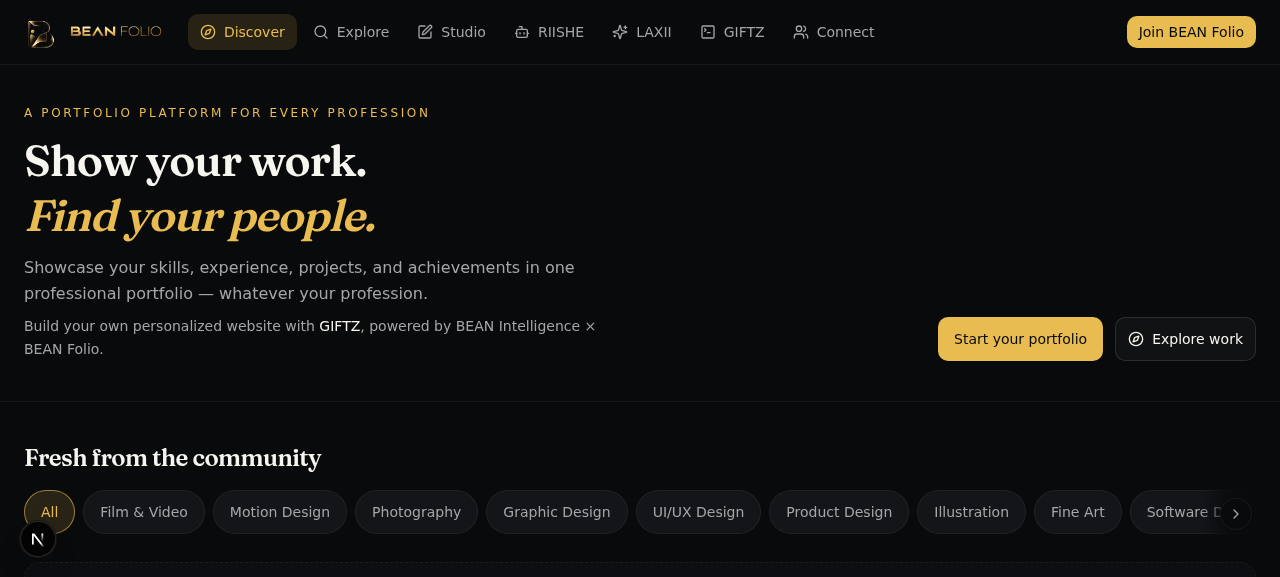 BEAN FOLIO
Discover
Explore
Studio
RIISHE
LAXII
GIFTZ
Connect
Join BEAN Folio
A PORTFOLIO PLATFORM FOR EVERY PROFESSION
Show your work.
Find your people.
Showcase your skills, experience, projects, and achievements in one
professional portfolio — whatever your profession.
Build your own personalized website with GIFTZ, powered by BEAN Intelligence ×
BEAN Folio.
Start your portfolio
Explore work
Fresh from the community
All
Film & Video
Motion Design
Photography
Graphic Design
UI/UX Design
Product Design
Illustration
Fine Art
Software D
N